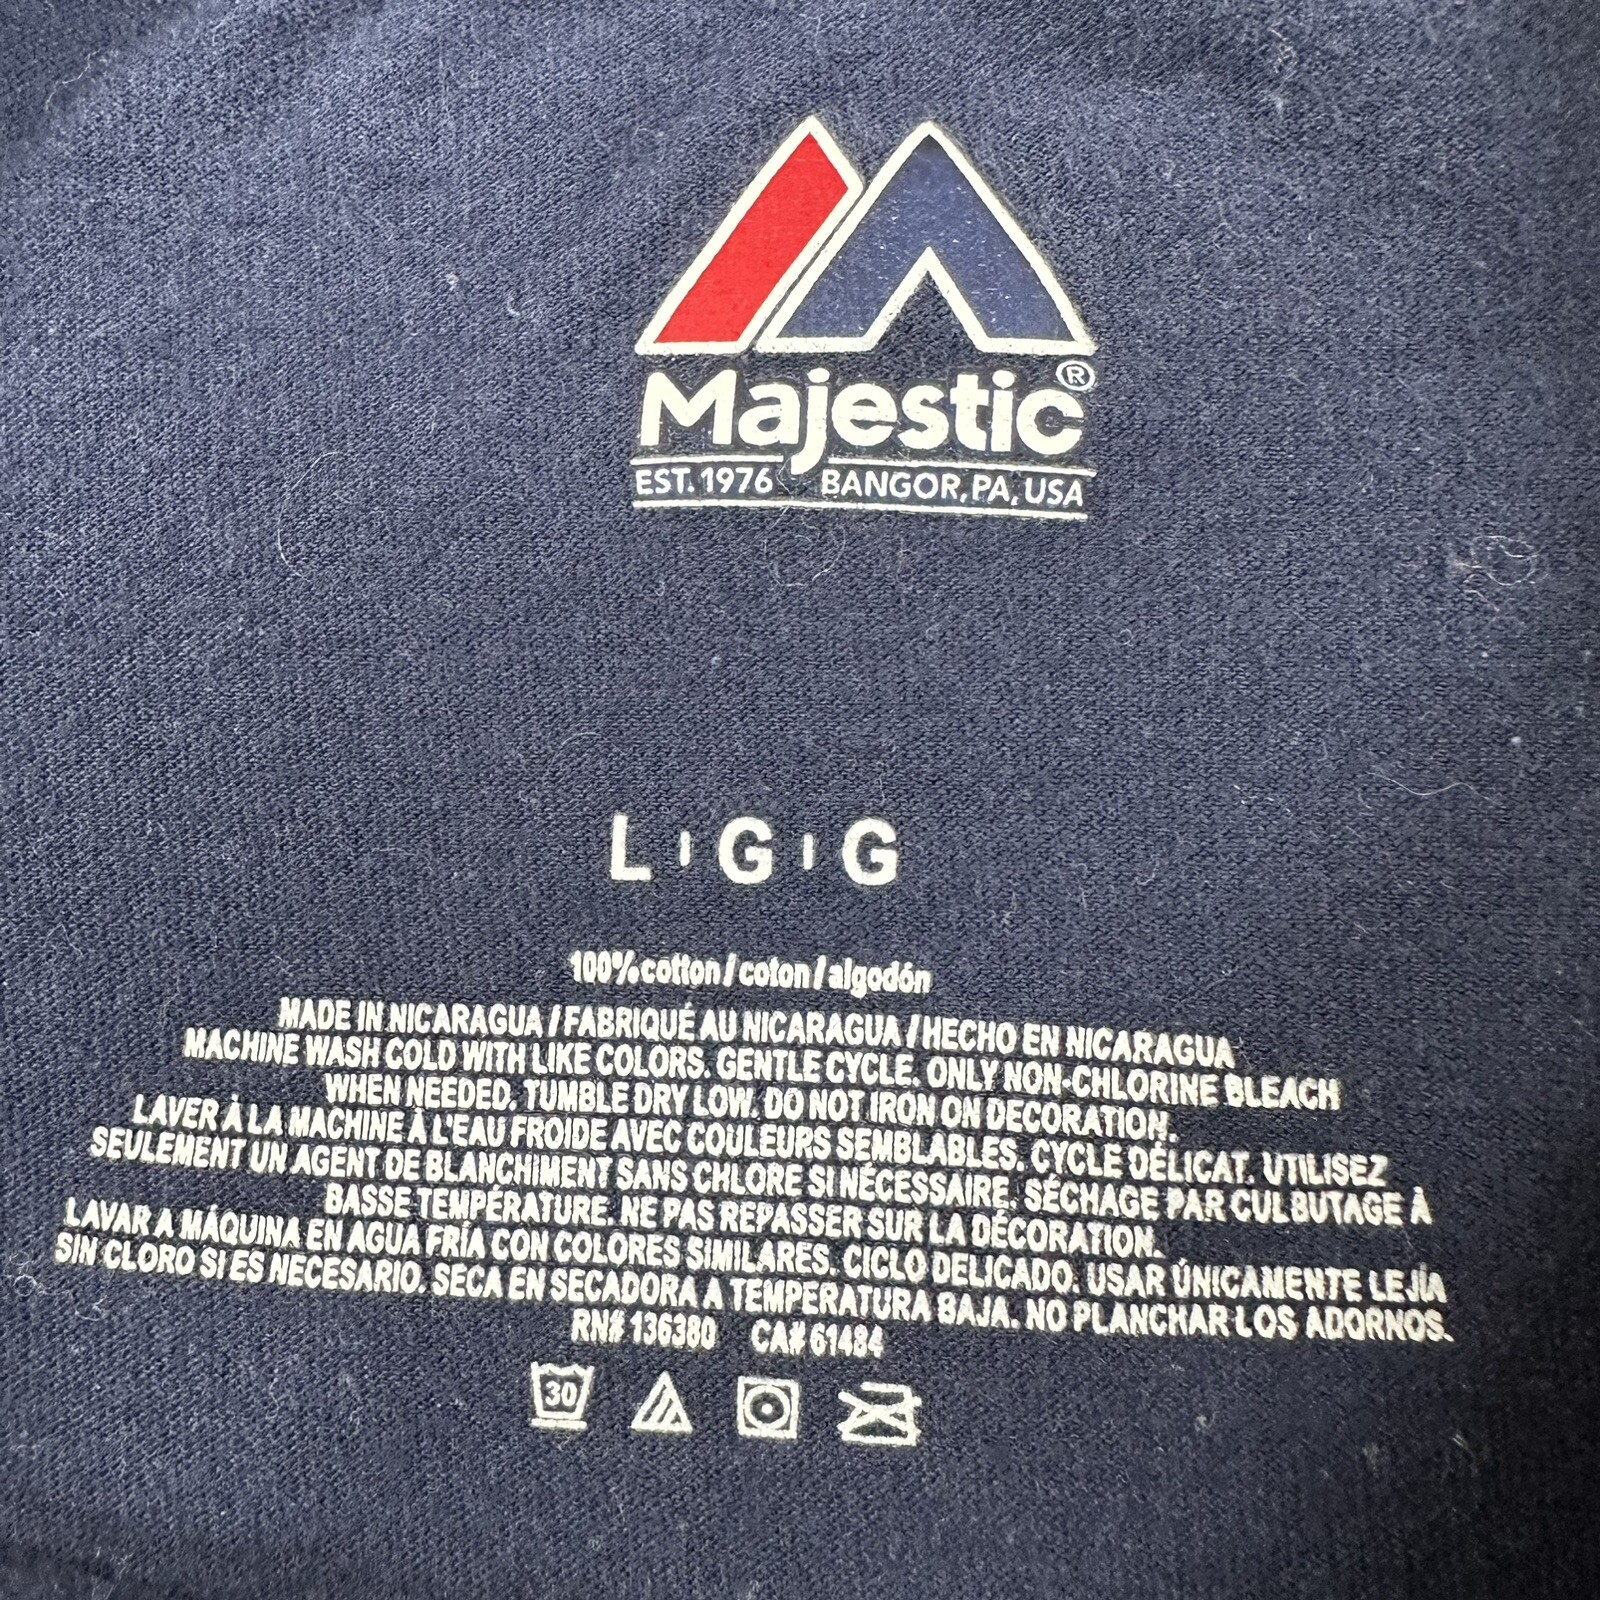 Majestic®
EST. 1976 BANGOR, PA, USA
L G G
100% cotton / coton / algodón
MADE IN NICARAGUA / FABRIQUÉ AU NICARAGUA / HECHO EN NICARAGUA
MACHINE WASH COLD WITH LIKE COLORS. GENTLE CYCLE. ONLY NON-CHLORINE BLEACH
WHEN NEEDED. TUMBLE DRY LOW. DO NOT IRON ON DECORATION.
LAVER À LA MACHINE À L'EAU FROIDE AVEC COULEURS SEMBLABLES. CYCLE DÉLICAT. UTILISEZ
SEULEMENT UN AGENT DE BLANCHIMENT SANS CHLORE SI NÉCESSAIRE. SÉCHAGE PAR CULBUTAGE À
BASSE TEMPÉRATURE. NE PAS REPASSER SUR LA DÉCORATION.
LAVAR A MÁQUINA EN AGUA FRÍA CON COLORES SIMILARES. CICLO DELICADO. USAR ÚNICAMENTE LEJÍA
SIN CLORO SI ES NECESARIO. SECA EN SECADORA A TEMPERATURA BAJA. NO PLANCHAR LOS ADORNOS.
RN# 136380 CA# 61484
30